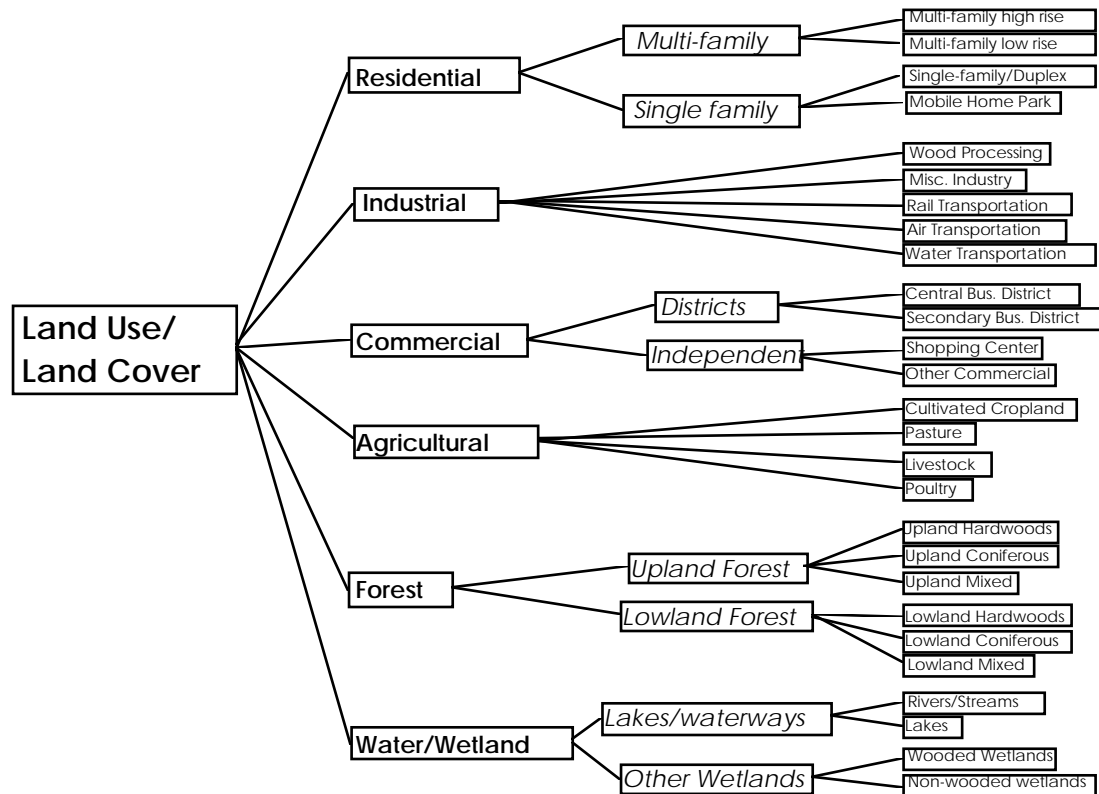 Land Use/
Land Cover
Residential
Multi-family
Multi-family high rise
Multi-family low rise
Single family
Single-family/Duplex
Mobile Home Park
Industrial
Wood Processing
Misc. Industry
Rail Transportation
Air Transportation
Water Transportation
Commercial
Districts
Central Bus. District
Secondary Bus. District
Independent
Shopping Center
Other Commercial
Agricultural
Cultivated Cropland
Pasture
Livestock
Poultry
Forest
Upland Forest
Upland Hardwoods
Upland Coniferous
Upland Mixed
Lowland Forest
Lowland Hardwoods
Lowland Coniferous
Lowland Mixed
Water/Wetland
Lakes/waterways
Rivers/Streams
Lakes
Other Wetlands
Wooded Wetlands
Non-wooded wetlands